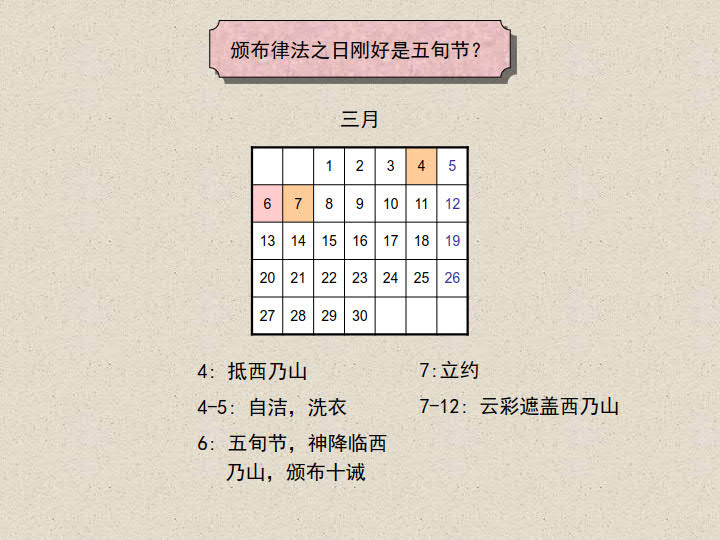 颁布律法之日刚好是五旬节？
三月
1 2 3 4 5
6 7 8 9 10 11 12
13 14 15 16 17 18 19
20 21 22 23 24 25 26
27 28 29 30
4: 抵西乃山
4-5: 自洁，洗衣
6: 五旬节，神降临西
乃山，颁布十诫
7:立约
7-12: 云彩遮盖西乃山